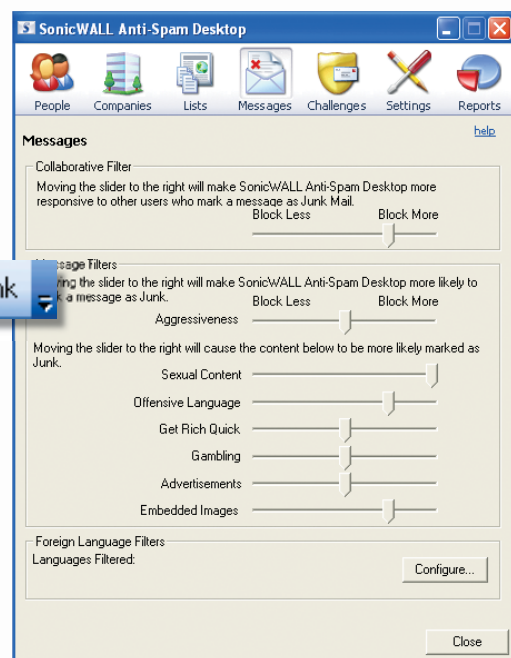 SonicWALL Anti-Spam Desktop
People Companies Lists Messages Challenges Settings Reports
help
Messages
Collaborative Filter
Moving the slider to the right will make SonicWALL Anti-Spam Desktop more
responsive to other users who mark a message as Junk Mail.
Block Less Block More
Message Filters
the slider to the right will make SonicWALL Anti-Spam Desktop more likely to
a message as Junk.
Block Less Block More
Aggressiveness
Moving the slider to the right will cause the content below to be more likely marked as
Junk.
Sexual Content
Offensive Language
Get Rich Quick
Gambling
Advertisements
Embedded Images
Foreign Language Filters
Languages Filtered:
Configure...
Close